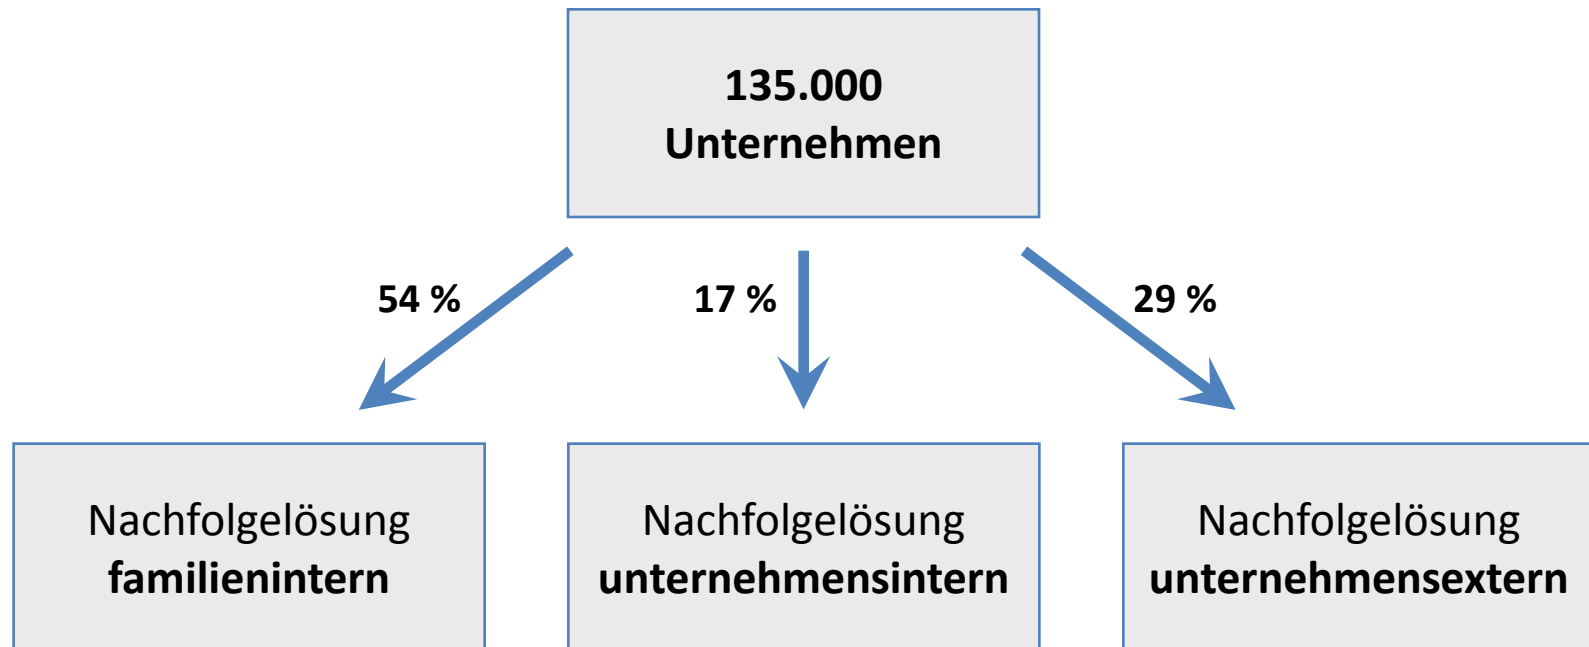 135.000
Unternehmen
54 %
17 %
29 %
Nachfolgelösung
familienintern
Nachfolgelösung
unternehmensintern
Nachfolgelösung
unternehmensextern